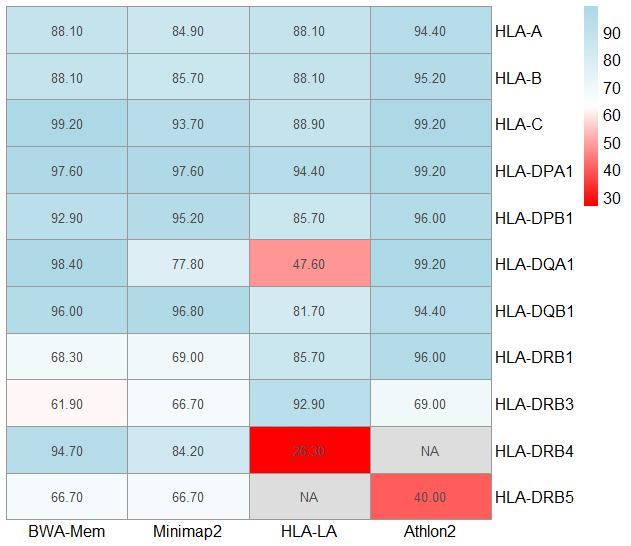 88.10 84.90 88.10 94.40 HLA-A
88.10 85.70 88.10 95.20 HLA-B
99.20 93.70 88.90 99.20 HLA-C
97.60 97.60 94.40 99.20 HLA-DPA1
92.90 95.20 85.70 96.00 HLA-DPB1
98.40 77.80 47.60 99.20 HLA-DQA1
96.00 96.80 81.70 94.40 HLA-DQB1
68.30 69.00 85.70 96.00 HLA-DRB1
61.90 66.70 92.90 69.00 HLA-DRB3
94.70 84.20 26.30 NA HLA-DRB4
66.70 66.70 NA 40.00 HLA-DRB5
BWA-Mem Minimap2 HLA-LA Athlon2
90
80
70
60
50
40
30